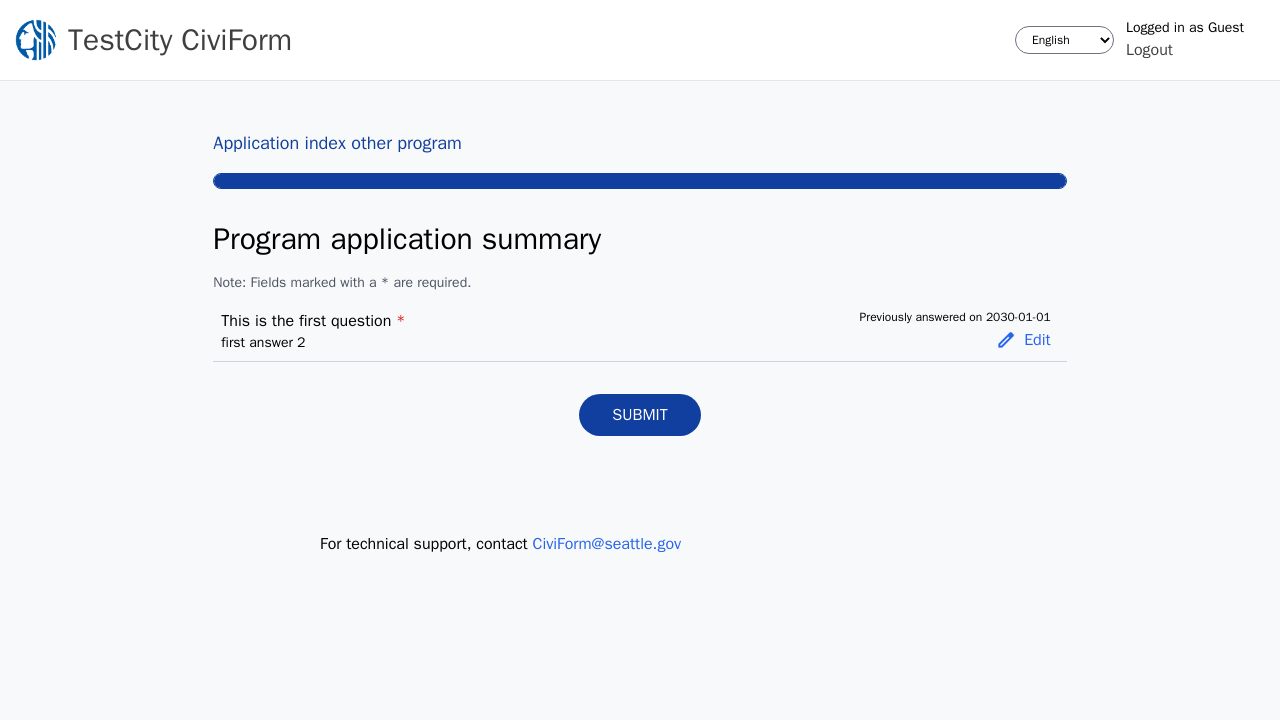 TestCity CiviForm
English
Logged in as Guest
Logout
Application index other program
Program application summary
Note: Fields marked with a * are required.
This is the first question *
first answer 2
Previously answered on 2030-01-01
Edit
SUBMIT
For technical support, contact CiviForm@seattle.gov